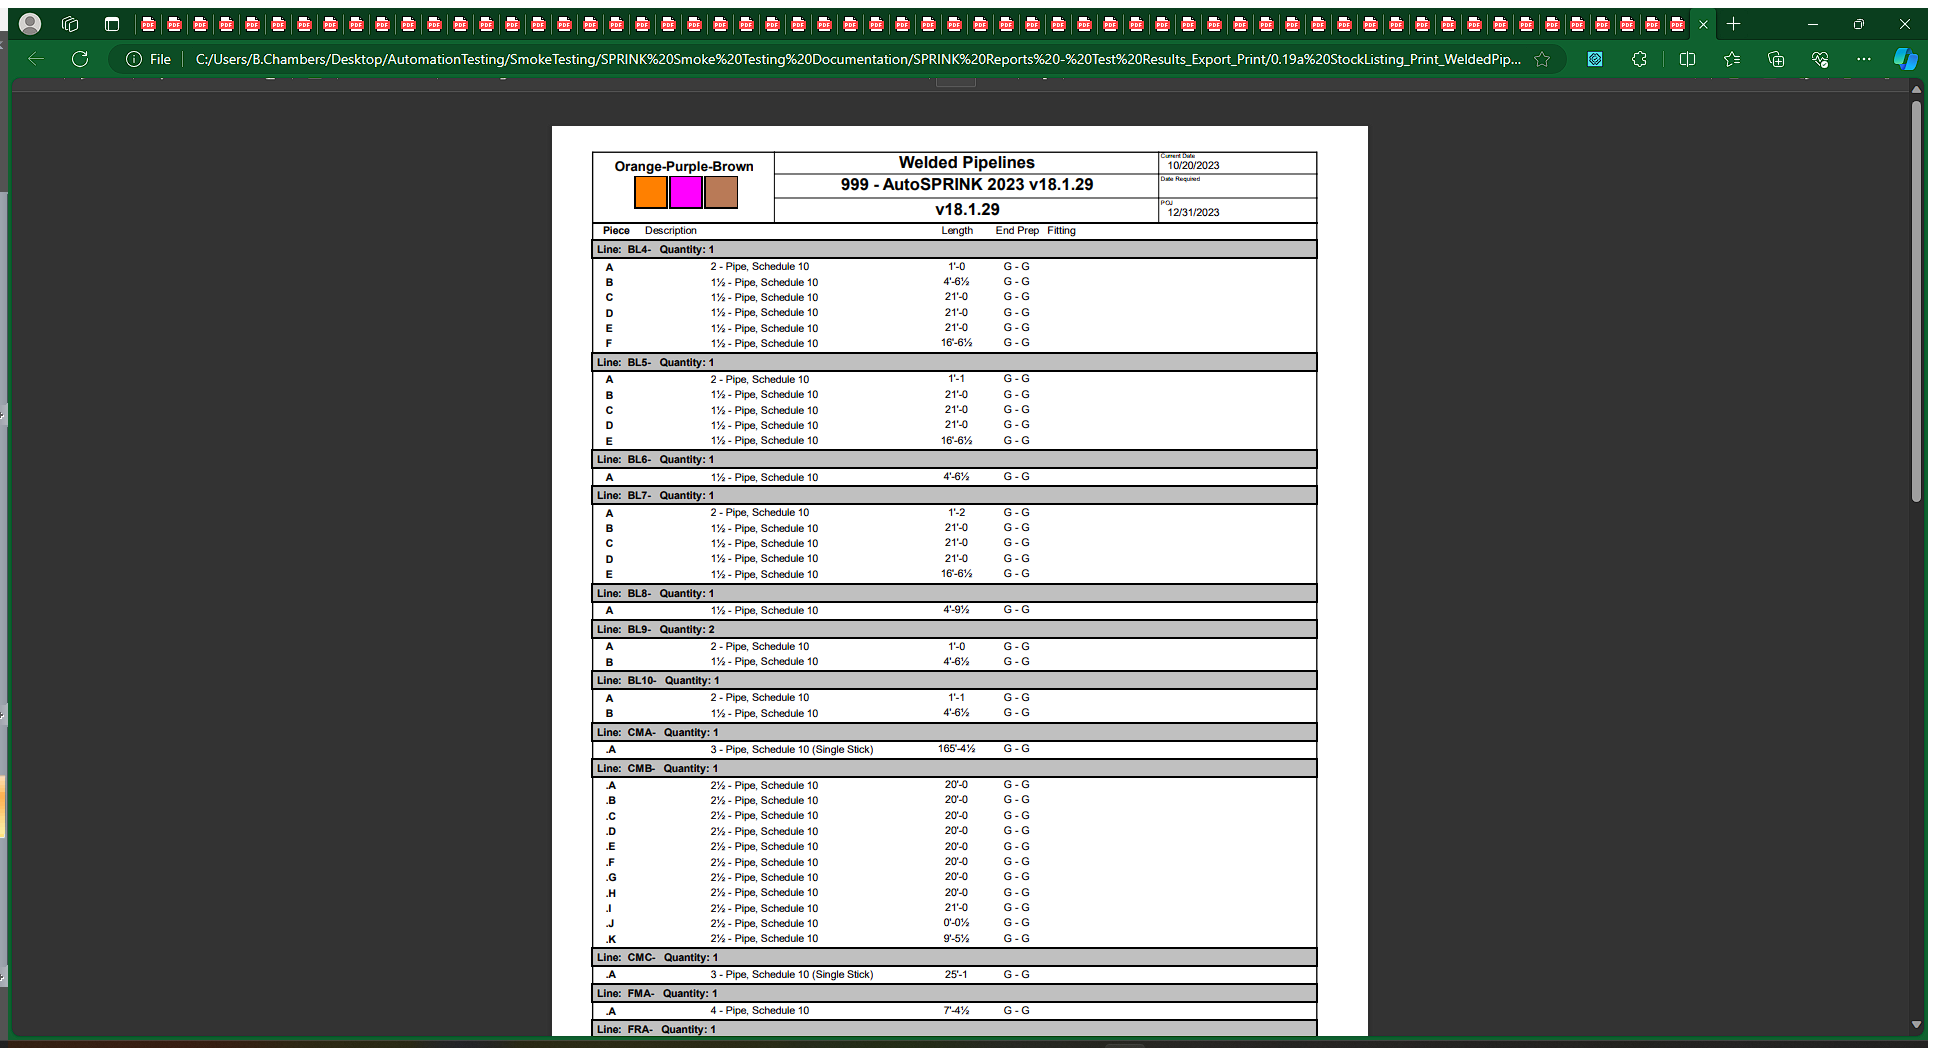 File C:/Users/B.Chambers/Desktop/AutomationTesting/SmokeTesting/SPRINK%20Smoke%20Testing%20Documentation/SPRINK%20Reports%20-%20Test%20Results_Export_Print/0.19a%20StockListing_Print_WeldedPip...
Orange-Purple-Brown
Welded Pipelines
999 - AutoSPRINK 2023 v18.1.29
v18.1.29
Current Date
10/20/2023
Date Required
POJ
12/31/2023
Piece Description Length End Prep Fitting
Line: BL4- Quantity: 1
A 2 - Pipe, Schedule 10 1'-0 G - G
B 1½ - Pipe, Schedule 10 4'-6½ G - G
C 1½ - Pipe, Schedule 10 21'-0 G - G
D 1½ - Pipe, Schedule 10 21'-0 G - G
E 1½ - Pipe, Schedule 10 21'-0 G - G
F 1½ - Pipe, Schedule 10 16'-6½ G - G
Line: BL5- Quantity: 1
A 2 - Pipe, Schedule 10 1'-1 G - G
B 1½ - Pipe, Schedule 10 21'-0 G - G
C 1½ - Pipe, Schedule 10 21'-0 G - G
D 1½ - Pipe, Schedule 10 21'-0 G - G
E 1½ - Pipe, Schedule 10 16'-6½ G - G
Line: BL6- Quantity: 1
A 1½ - Pipe, Schedule 10 4'-6½ G - G
Line: BL7- Quantity: 1
A 2 - Pipe, Schedule 10 1'-2 G - G
B 1½ - Pipe, Schedule 10 21'-0 G - G
C 1½ - Pipe, Schedule 10 21'-0 G - G
D 1½ - Pipe, Schedule 10 21'-0 G - G
E 1½ - Pipe, Schedule 10 16'-6½ G - G
Line: BL8- Quantity: 1
A 1½ - Pipe, Schedule 10 4'-9½ G - G
Line: BL9- Quantity: 2
A 2 - Pipe, Schedule 10 1'-0 G - G
B 1½ - Pipe, Schedule 10 4'-6½ G - G
Line: BL10- Quantity: 1
A 2 - Pipe, Schedule 10 1'-1 G - G
B 1½ - Pipe, Schedule 10 4'-6½ G - G
Line: CMA- Quantity: 1
.A 3 - Pipe, Schedule 10 (Single Stick) 165'-4½ G - G
Line: CMB- Quantity: 1
.A 2½ - Pipe, Schedule 10 20'-0 G - G
.B 2½ - Pipe, Schedule 10 20'-0 G - G
.C 2½ - Pipe, Schedule 10 20'-0 G - G
.D 2½ - Pipe, Schedule 10 20'-0 G - G
.E 2½ - Pipe, Schedule 10 20'-0 G - G
.F 2½ - Pipe, Schedule 10 20'-0 G - G
.G 2½ - Pipe, Schedule 10 20'-0 G - G
.H 2½ - Pipe, Schedule 10 20'-0 G - G
.I 2½ - Pipe, Schedule 10 21'-0 G - G
.J 2½ - Pipe, Schedule 10 0'-0½ G - G
.K 2½ - Pipe, Schedule 10 9'-5½ G - G
Line: CMC- Quantity: 1
.A 3 - Pipe, Schedule 10 (Single Stick) 25'-1 G - G
Line: FMA- Quantity: 1
.A 4 - Pipe, Schedule 10 7'-4½ G - G
Line: FRA- Quantity: 1